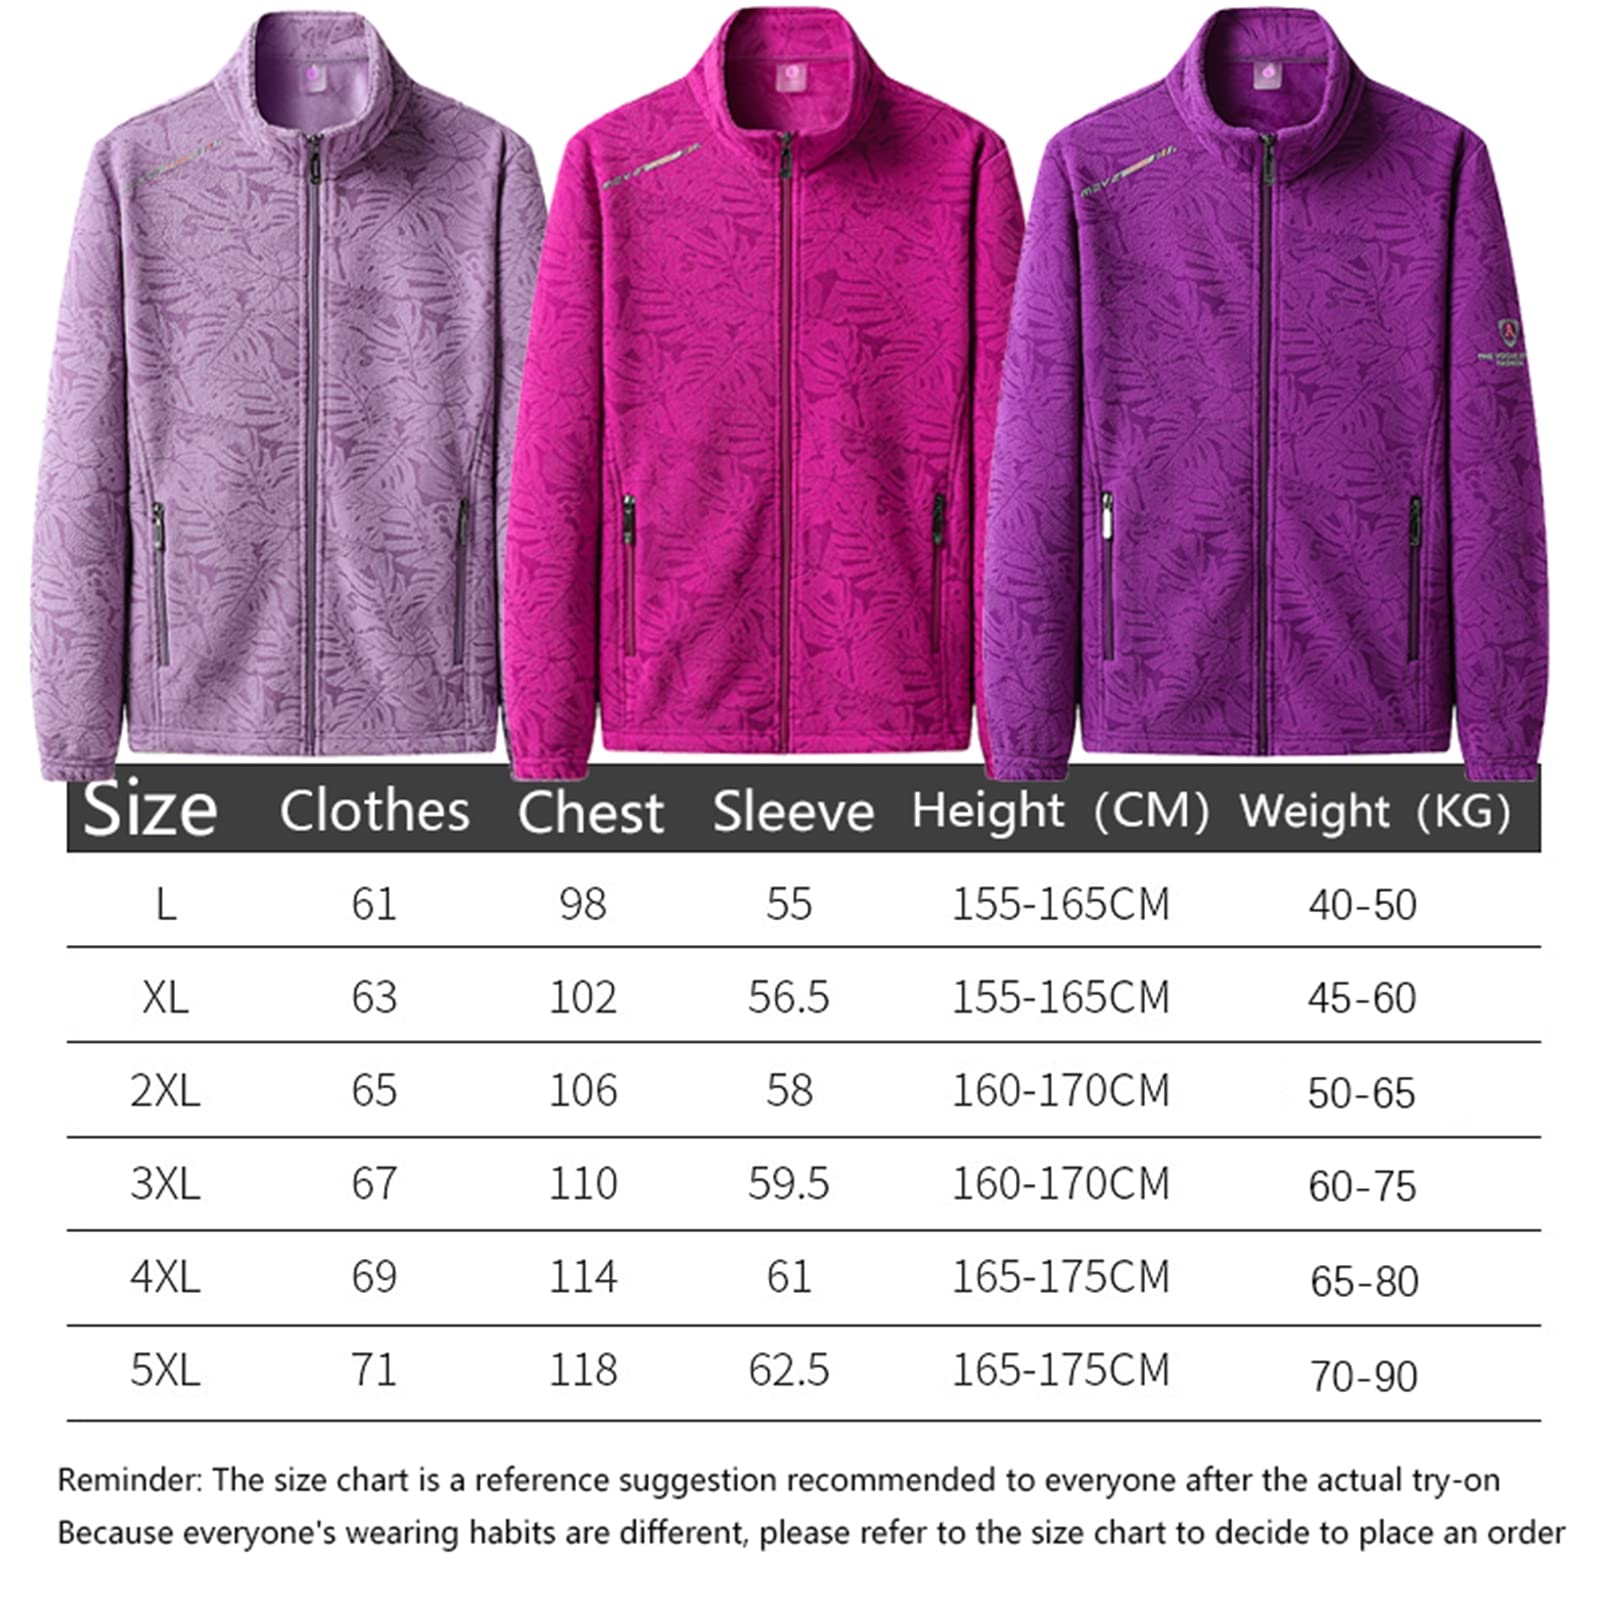 THE VOGUE OF
FASHION
Size Clothes Chest Sleeve Height（CM）Weight（KG）
L 61 98 55 155-165CM 40-50
XL 63 102 56.5 155-165CM 45-60
2XL 65 106 58 160-170CM 50-65
3XL 67 110 59.5 160-170CM 60-75
4XL 69 114 61 165-175CM 65-80
5XL 71 118 62.5 165-175CM 70-90
Reminder: The size chart is a reference suggestion recommended to everyone after the actual try-on
Because everyone's wearing habits are different, please refer to the size chart to decide to place an order